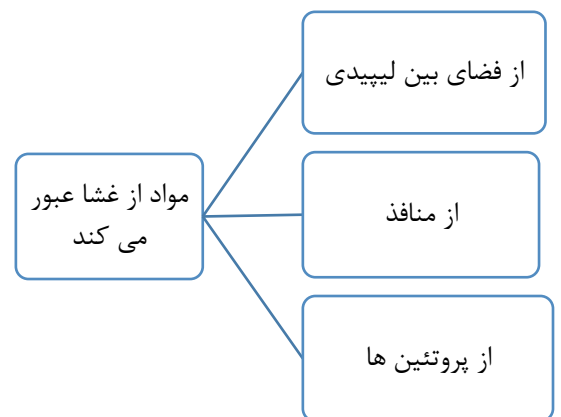 مواد از غشا عبور
می کند
از فضای بین لیپیدی
از منافذ
از پروتئین ها